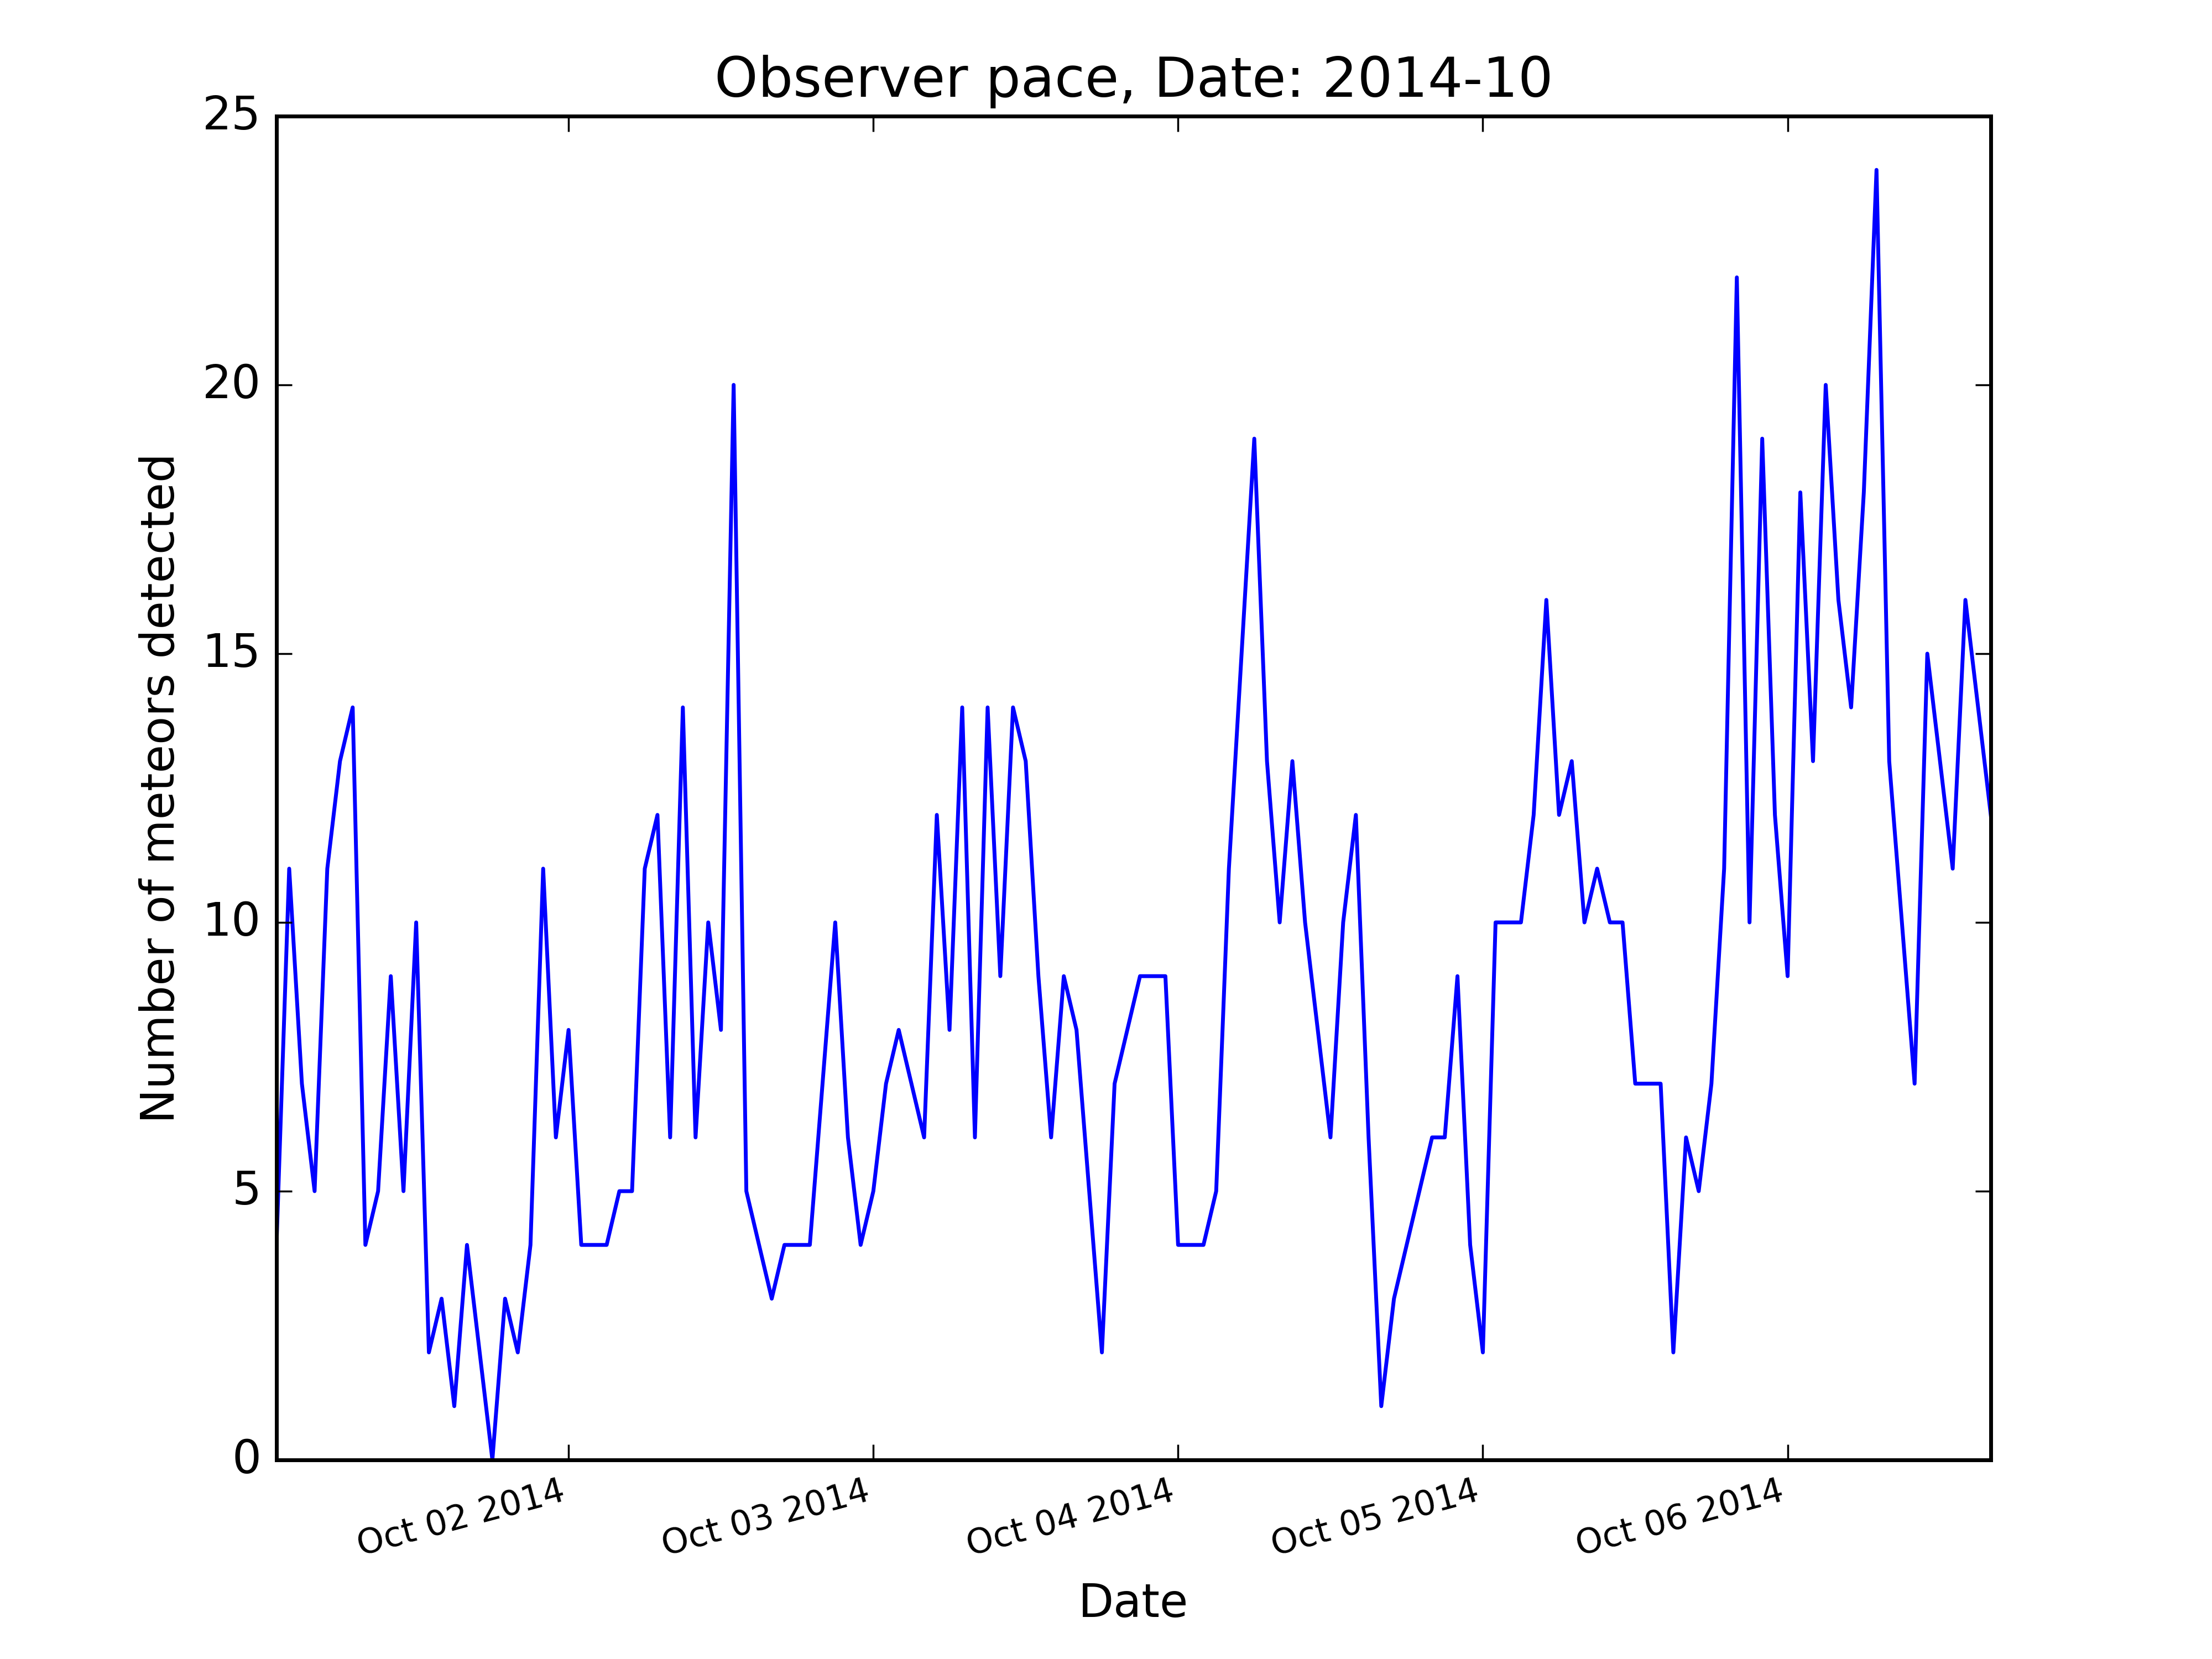 Observer pace, Date: 2014-10
Number of meteors detected
25
20
15
10
5
0
Oct 02 2014
Oct 03 2014
Oct 04 2014
Oct 05 2014
Oct 06 2014
Date